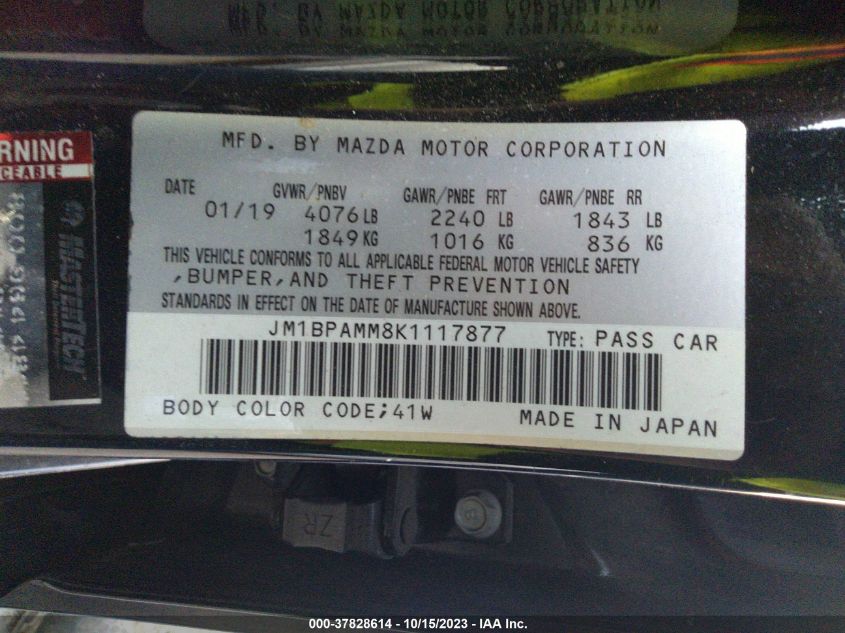 MFD. BY MAZDA MOTOR CORPORATION
RNING
CEABLE
DATE GVWR/PNBV GAWR/PNBE FRT GAWR/PNBE RR
01/19 4076 LB 2240 LB 1843 LB
1849 KG 1016 KG 836 KG
THIS VEHICLE CONFORMS TO ALL APPLICABLE FEDERAL MOTOR VEHICLE SAFETY
,BUMPER,AND THEFT PREVENTION
STANDARDS IN EFFECT ON THE DATE OF MANUFACTURE SHOWN ABOVE.
JM1BPAMM8K1117877 TYPE: PASS CAR
BODY COLOR CODE;41W MADE IN JAPAN
MASTERTECH
ZR
8
000-37828614 - 10/15/2023 - IAA Inc.